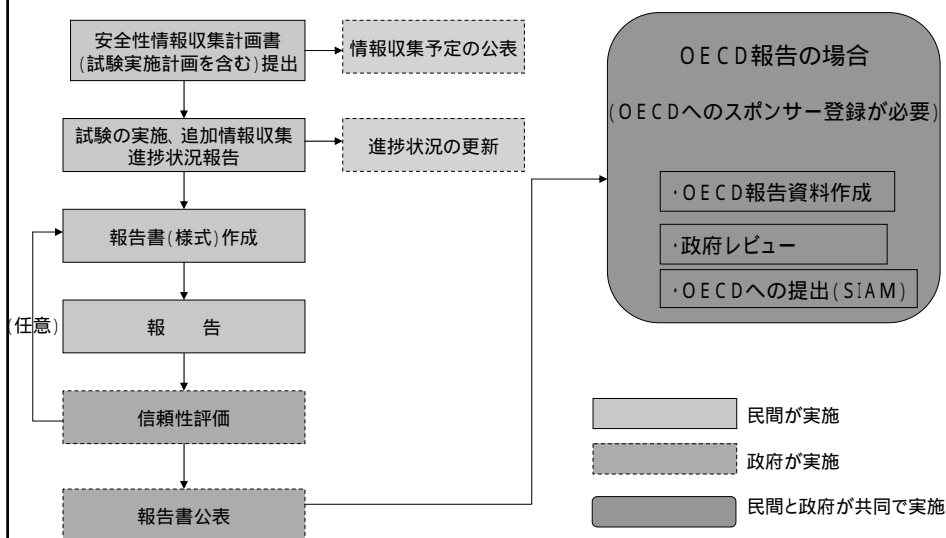 安全性情報収集計画書
(試験実施計画を含む)提出
情報収集予定の公表
試験の実施、追加情報収集
進捗状況報告
進捗状況の更新
報告書(様式)作成
(任意)
報　告
信頼性評価
報告書公表
OECD報告の場合
(OECDへのスポンサー登録が必要)
・OECD報告資料作成
・政府レビュー
・OECDへの提出(SIAM)
民間が実施
政府が実施
民間と政府が共同で実施